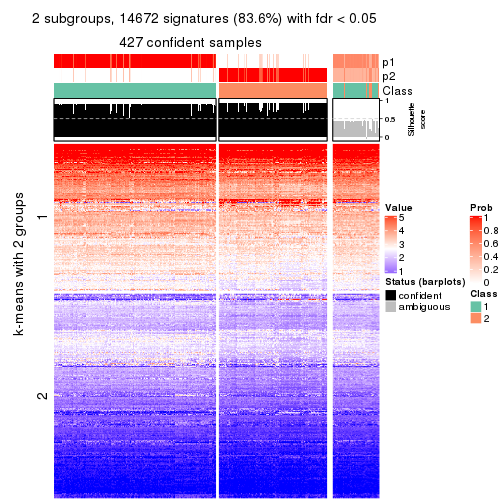 2 subgroups, 14672 signatures (83.6%) with fdr < 0.05
427 confident samples
p1
p2
Class
1
0.5
0
Silhouette
score
k-means with 2 groups
1
2
Value
5
4
3
2
1
Status (barplots)
confident
ambiguous
Prob
1
0.8
0.6
0.4
0.2
0
Class
1
2